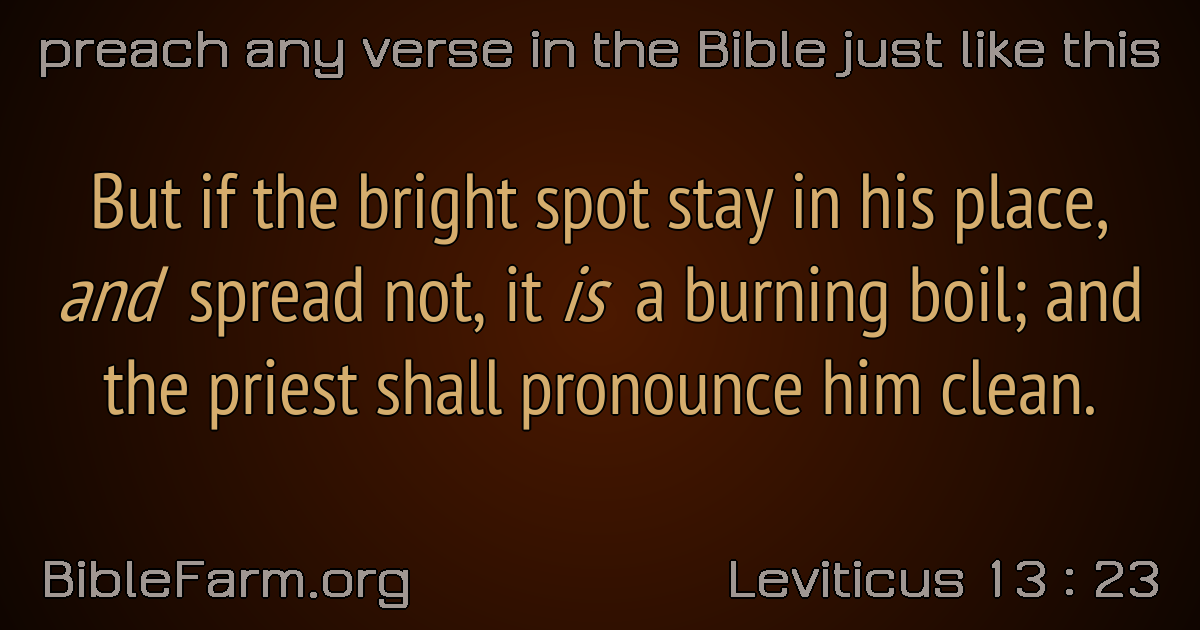 preach any verse in the Bible just like this
But if the bright spot stay in his place,
and spread not, it is a burning boil; and
the priest shall pronounce him clean.
BibleFarm.org
Leviticus 13 : 23